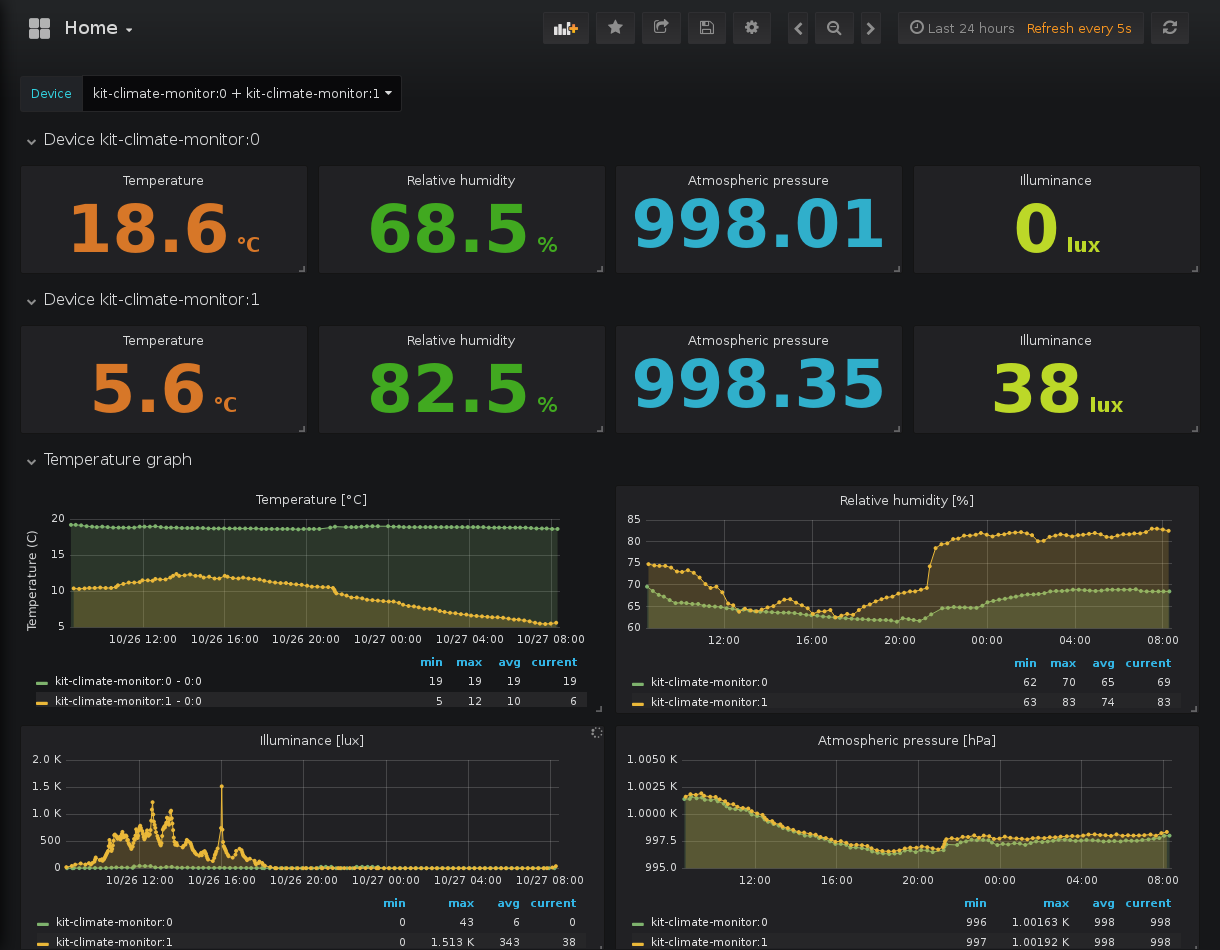 Home
Last 24 hours Refresh every 5s
Device kit-climate-monitor:0 + kit-climate-monitor:1
Device kit-climate-monitor:0
Temperature
18.6 °C
Relative humidity
68.5 %
Atmospheric pressure
998.01
Illuminance
0 lux
Device kit-climate-monitor:1
Temperature
5.6 °C
Relative humidity
82.5 %
Atmospheric pressure
998.35
Illuminance
38 lux
Temperature graph
Temperature [°C]
Temperature (C)
20
15
10
5
10/26 12:00 10/26 16:00 10/26 20:00 10/27 00:00 10/27 04:00 10/27 08:00
min max avg current
kit-climate-monitor:0 - 0:0 19 19 19 19
kit-climate-monitor:1 - 0:0 5 12 10 6
Relative humidity [%]
85
80
75
70
65
60
12:00 16:00 20:00 00:00 04:00 08:00
min max avg current
kit-climate-monitor:0 62 70 65 69
kit-climate-monitor:1 63 83 74 83
Illuminance [lux]
2.0 K
1.5 K
1.0 K
500
0
10/26 12:00 10/26 16:00 10/26 20:00 10/27 00:00 10/27 04:00 10/27 08:00
min max avg current
kit-climate-monitor:0 0 43 6 0
kit-climate-monitor:1 0 1.513 K 343 38
Atmospheric pressure [hPa]
1.0050 K
1.0025 K
1.0000 K
997.5
995.0
12:00 16:00 20:00 00:00 04:00 08:00
min max avg current
kit-climate-monitor:0 996 1.00163 K 998 998
kit-climate-monitor:1 997 1.00192 K 998 998